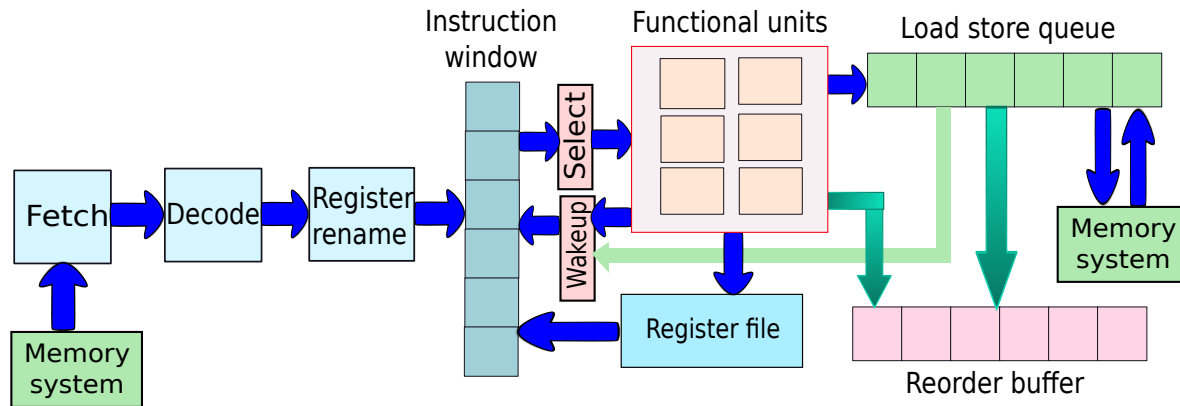 Instruction
window
Functional units
Load store queue
Select
Fetch
Decode
Register
rename
Wakeup
Memory
system
Register file
Memory
system
Reorder buffer